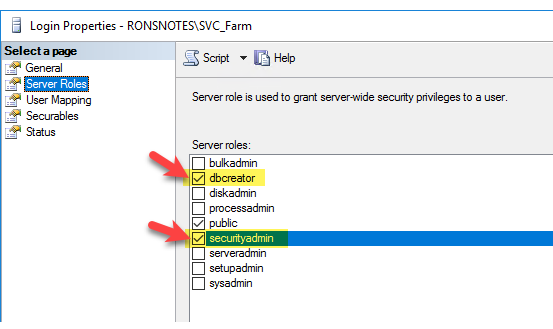 Login Properties - RONSNOTES\SVC_Farm
Select a page
General
Server Roles
User Mapping
Securables
Status
Script
Help
Server role is used to grant server-wide security privileges to a user.
Server roles:
bulkadmin
dbcreator
diskadmin
processadmin
public
securityadmin
serveradmin
setupadmin
sysadmin